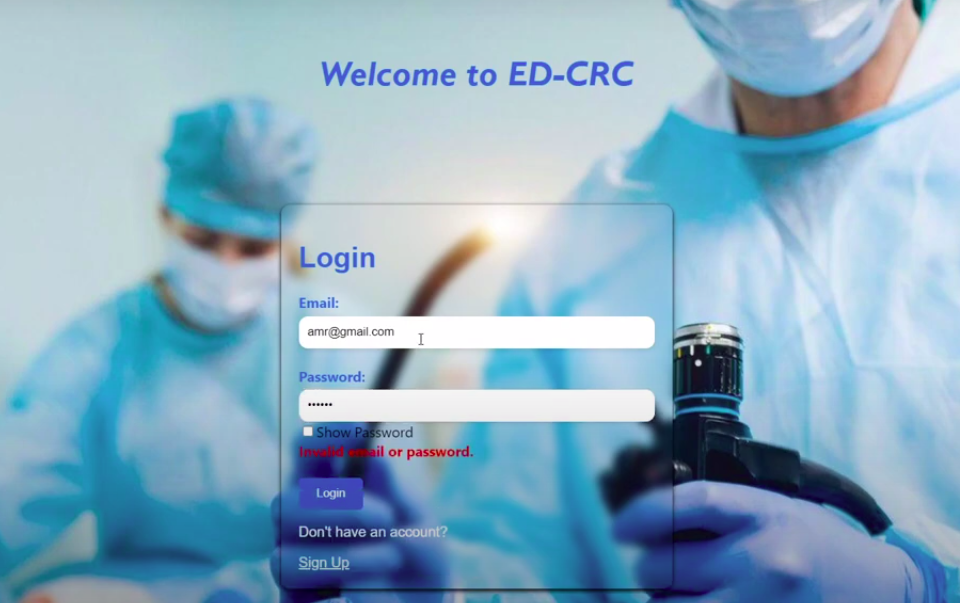 Welcome to ED-CRC
Login
Email:
amr@gmail.com
Password:
••••••
Show Password
Invalid email or password.
Login
Don't have an account?
Sign Up